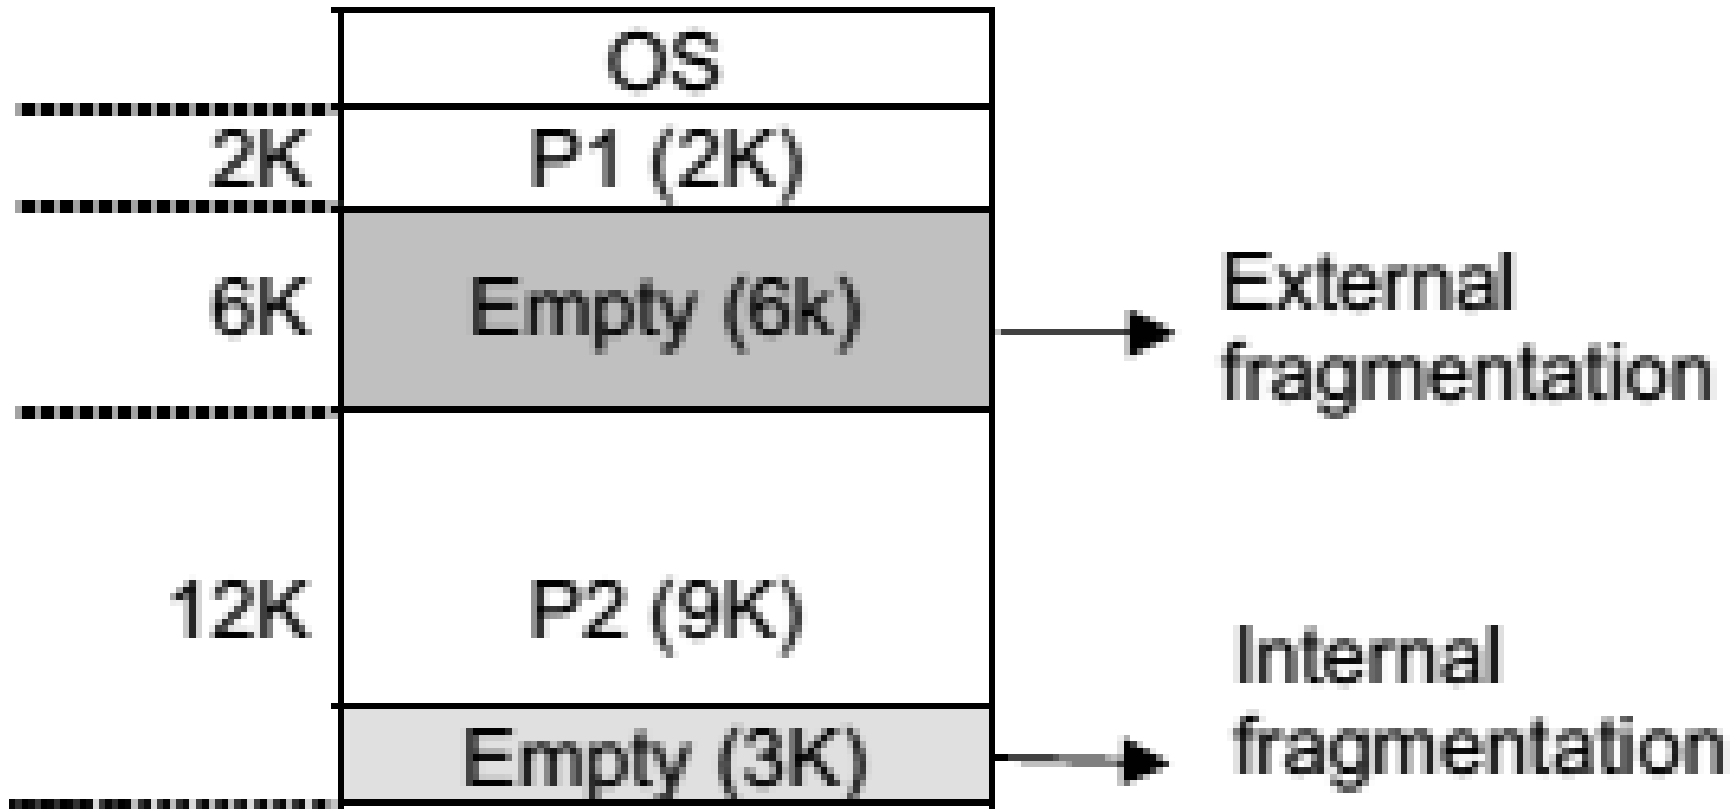 OS
2K
P1 (2K)
6K
Empty (6k)
External
fragmentation
12K
P2 (9K)
Internal
fragmentation
Empty (3K)